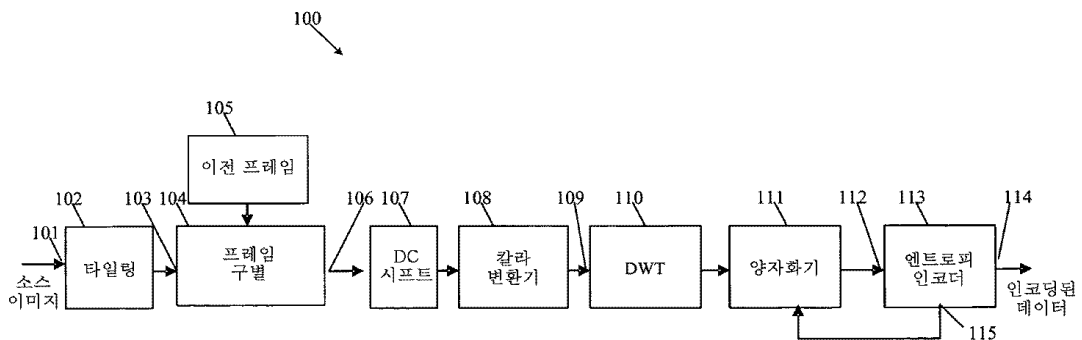 100
105
이전 프레임
101
소스
이미지
102
타일링
103
104
프레임
구별
106
107
DC
시프트
108
칼라
변환기
109
110
DWT
111
양자화기
112
113
엔트로피
인코더
114
인코딩된
데이터
115